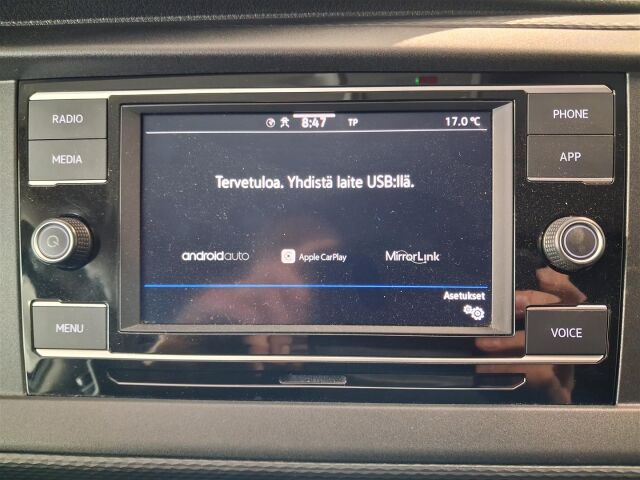 RADIO
MEDIA
MENU
8:47 TP 17.0 °C
Tervetuloa. Yhdistä laite USB:llä.
androidauto Apple CarPlay MirrorLink
Asetukset
PHONE
APP
VOICE